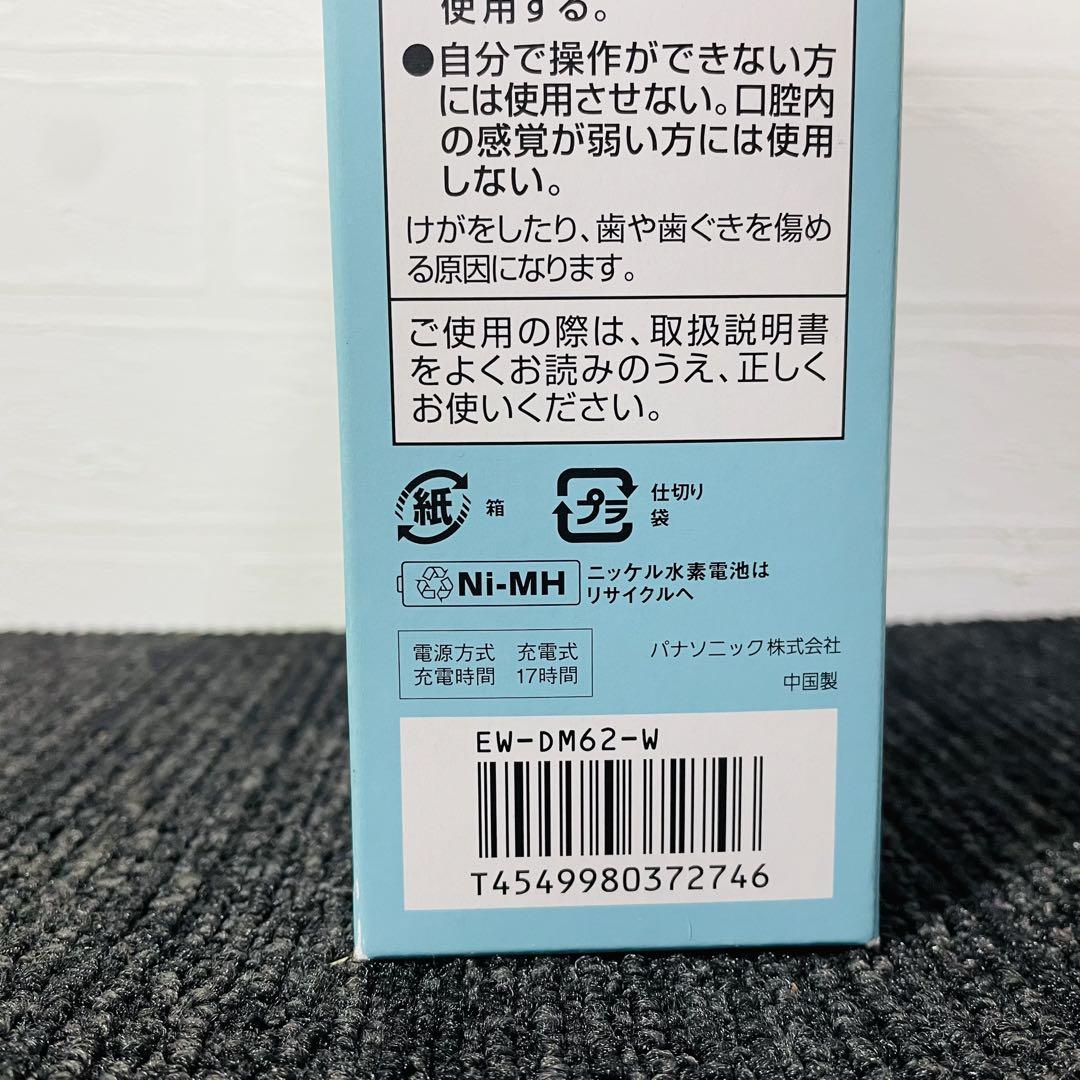 使用する。
●自分で操作ができない方
には使用させない。口腔内
の感覚が弱い方には使用
しない。
けがをしたり、歯や歯ぐきを傷め
る原因になります。
ご使用の際は、取扱説明書
をよくお読みのうえ、正しく
お使いください。
紙 箱
プラ 仕切り
袋
Ni-MH ニッケル水素電池は
リサイクルへ
電源方式 充電式
充電時間 17時間
パナソニック株式会社
中国製
EW-DM62-W
T4549980372746